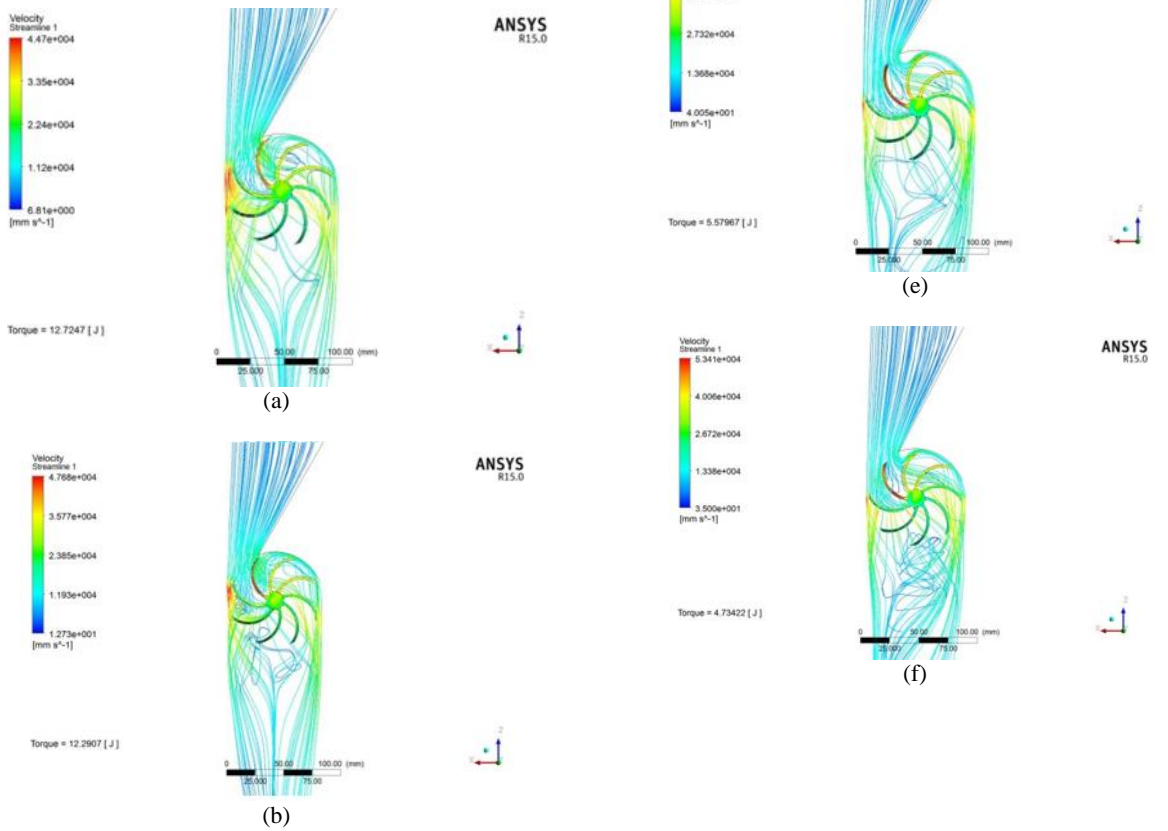 Velocity
Streamline 1
4.47e+004
3.35e+004
2.24e+004
1.12e+004
6.81e+000
[mm s^-1]
ANSYS
R15.0
Torque = 12.7247 [ J ]
0 50.00 100.00 (mm)
25.000 75.00
Z
X
(a)
Velocity
Streamline 1
4.768e+004
3.577e+004
2.385e+004
1.193e+004
1.273e+001
[mm s^-1]
ANSYS
R15.0
Torque = 12.2907 [ J ]
0 50.00 100.00 (mm)
25.000 75.00
Z
X
(b)
2.732e+004
1.368e+004
4.005e+001
[mm s^-1]
Torque = 5.57967 [ J ]
0 50.00 100.00 (mm)
25.000 75.00
Z
X
(e)
Velocity
Streamline 1
5.341e+004
4.006e+004
2.672e+004
1.338e+004
3.500e+001
[mm s^-1]
ANSYS
R15.0
Torque = 4.73422 [ J ]
0 50.00 100.00 (mm)
25.000 75.00
Z
X
(f)